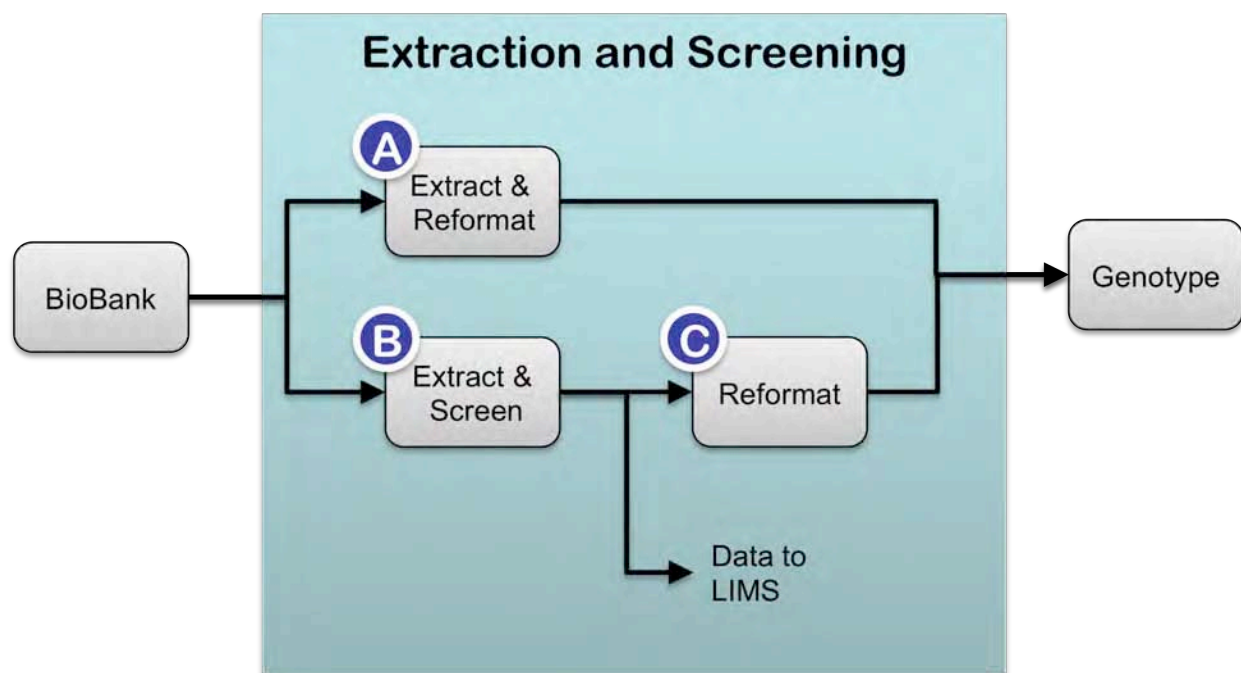 Extraction and Screening
A
Extract &
Reformat
BioBank
Genotype
B
Extract &
Screen
C
Reformat
Data to
LIMS